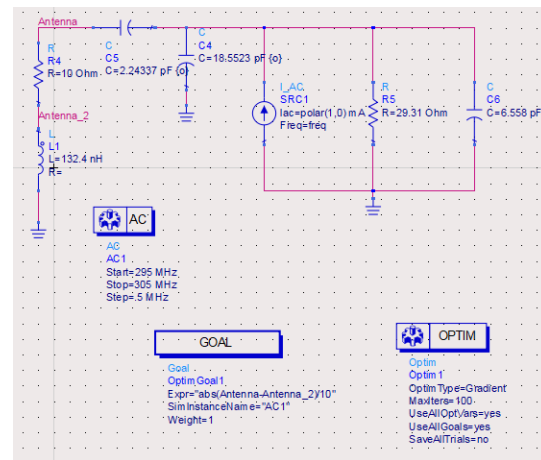 Antenna
R
R4
R=10 Ohm
C
C5
C=2.24337 pF {o}
C
C4
C=18.5523 pF {o}
I_AC
SRC1
Iac=polar(1,0) mA
Freq=freq
R
R5
R=29.31 Ohm
C
C6
C=6.558 pF
Antenna_2
L
L1
L=132.4 nH
R=
AC
AC
AC1
Start=295 MHz
Stop=305 MHz
Step=.5 MHz
GOAL
Goal
OptimGoal1
Expr="abs(Antenna-Antenna_2)/10"
SimInstanceName="AC1"
Weight=1
OPTIM
Optim
Optim1
OptimType=Gradient
MaxIters=100
UseAllOptVars=yes
UseAllGoals=yes
SaveAllTrials=no